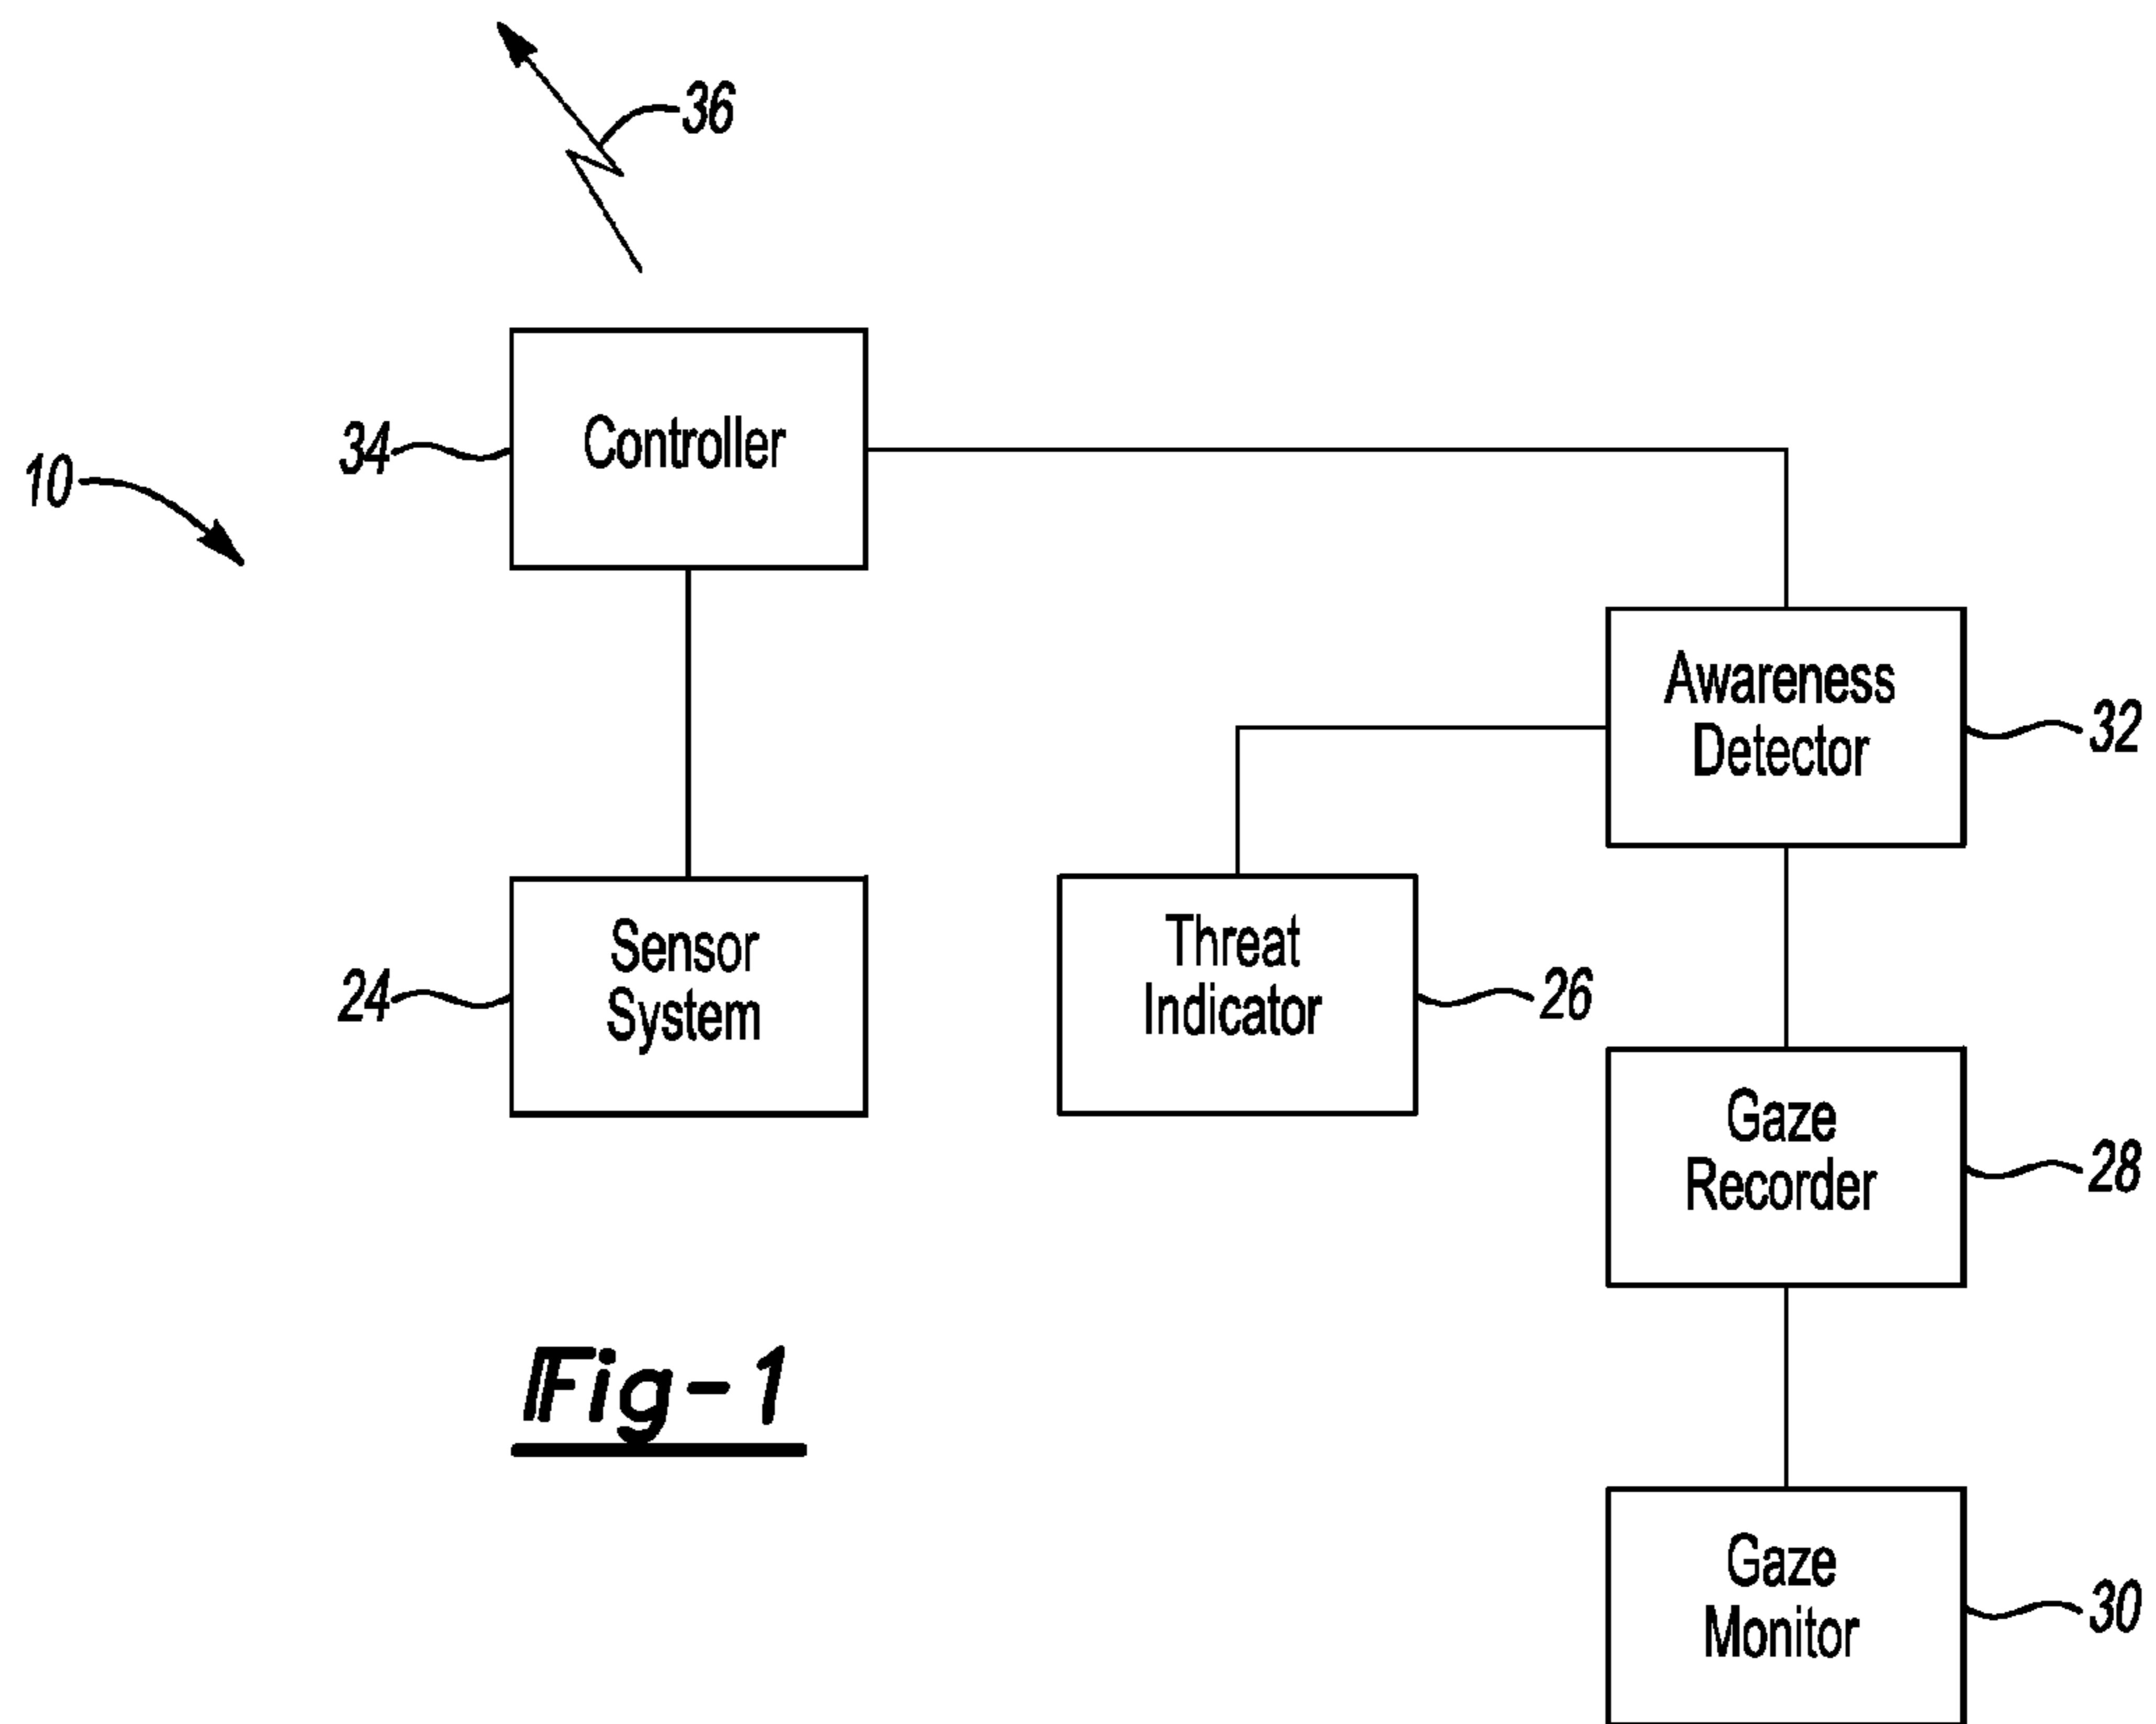 36
34
Controller
10
Awareness
Detector
32
24
Sensor
System
Threat
Indicator
26
Gaze
Recorder
28
Fig-1
Gaze
Monitor
30